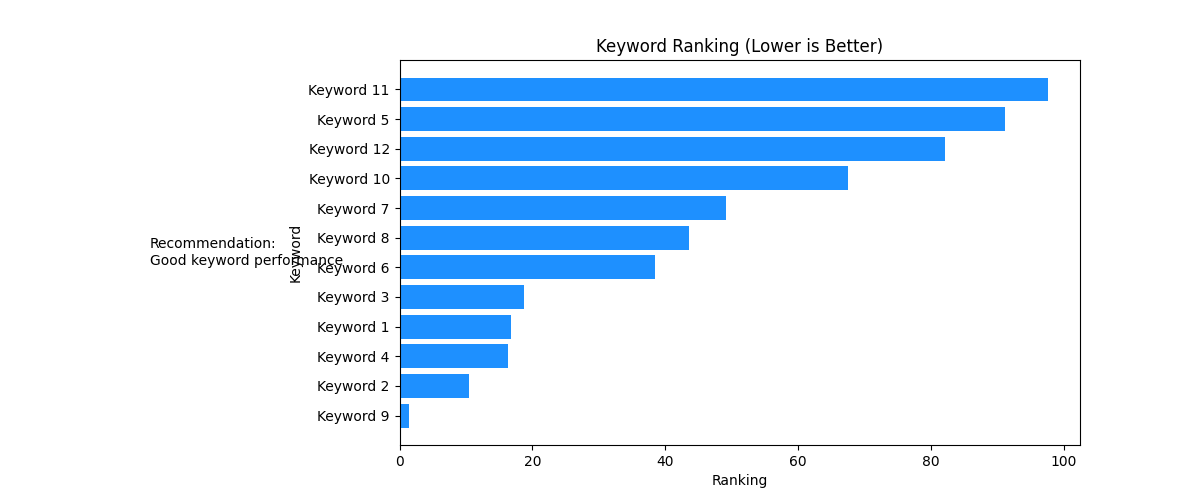 Keyword Ranking (Lower is Better)
Keyword 11
Keyword 5
Keyword 12
Keyword 10
Keyword 7
Keyword 8
Keyword 6
Keyword 3
Keyword 1
Keyword 4
Keyword 2
Keyword 9
Keyword
Recommendation:
Good keyword performance
0 20 40 60 80 100
Ranking